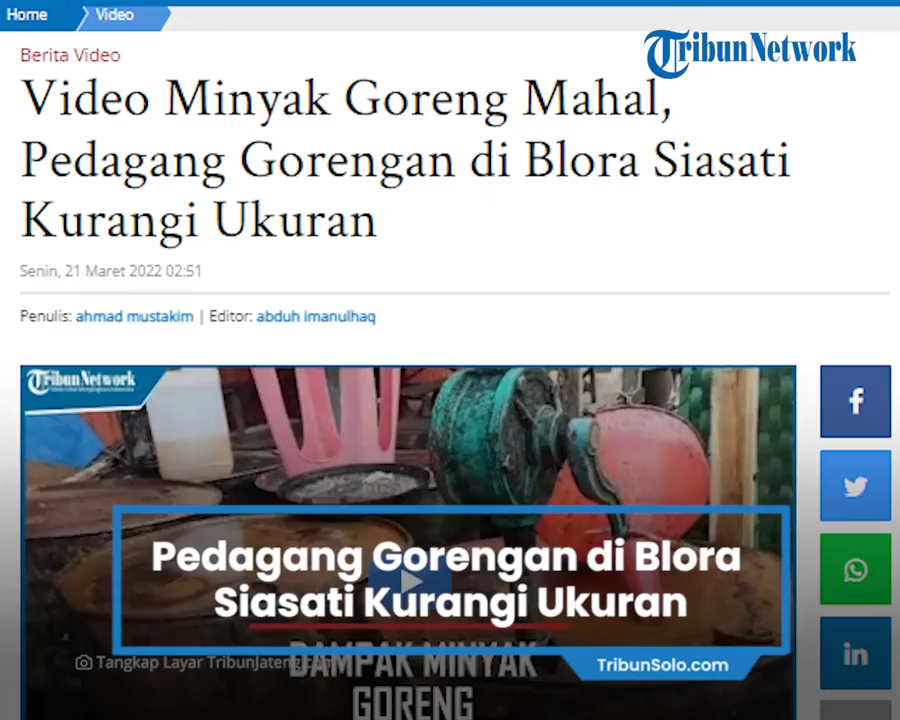 Home
Video
Berita Video
TribunNetwork
Video Minyak Goreng Mahal,
Pedagang Gorengan di Blora Siasati
Kurangi Ukuran
Senin, 21 Maret 2022 02:51
Penulis: ahmad mustakim | Editor: abduh imanulhaq
TribunNetwork
Pedagang Gorengan di Blora
Siasati Kurangi Ukuran
Tangkap Layar TribunJateng
DAMPAK MINYAK
GORENG
TribunSolo.com